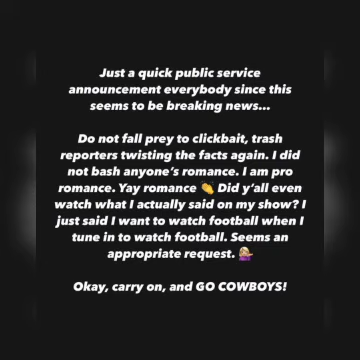 Just a quick public service
announcement everybody since this
seems to be breaking news...
Do not fall prey to clickbait, trash
reporters twisting the facts again. I did
not bash anyone's romance. I am pro
romance. Yay romance 👏 Did y'all even
watch what I actually said on my show? I
just said I want to watch football when I
tune in to watch football. Seems an
appropriate request. 💁🏼‍♀️
Okay, carry on, and GO COWBOYS!